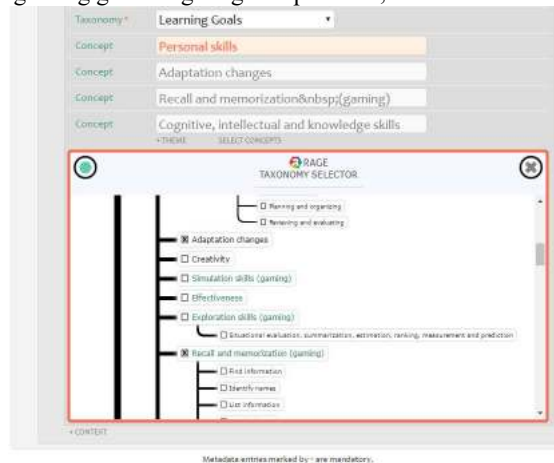 Taxonomy * Learning Goals
Concept Personal skills
Concept Adaptation changes
Concept Recall and memorization&nbsp;(gaming)
Concept Cognitive, intellectual and knowledge skills
+THEME SELECT CONCEPTS
RAGE
TAXONOMY SELECTOR
Planning and organizing
Reviewing and evaluating
Adaptation changes
Creativity
Simulation skills (gaming)
Effectiveness
Exploration skills (gaming)
Situational evaluation, summarization, estimation, ranking, measurement and prediction
Recall and memorization (gaming)
Find information
Identify names
List information
+CONTEXT
Metadata entries marked by * are mandatory.